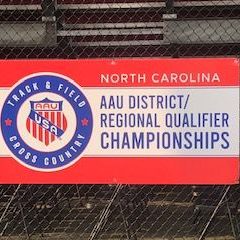 NORTH CAROLINA
TRACK & FIELD
AAU
USA
CROSS COUNTRY
AAU DISTRICT/
REGIONAL QUALIFIER
CHAMPIONSHIPS